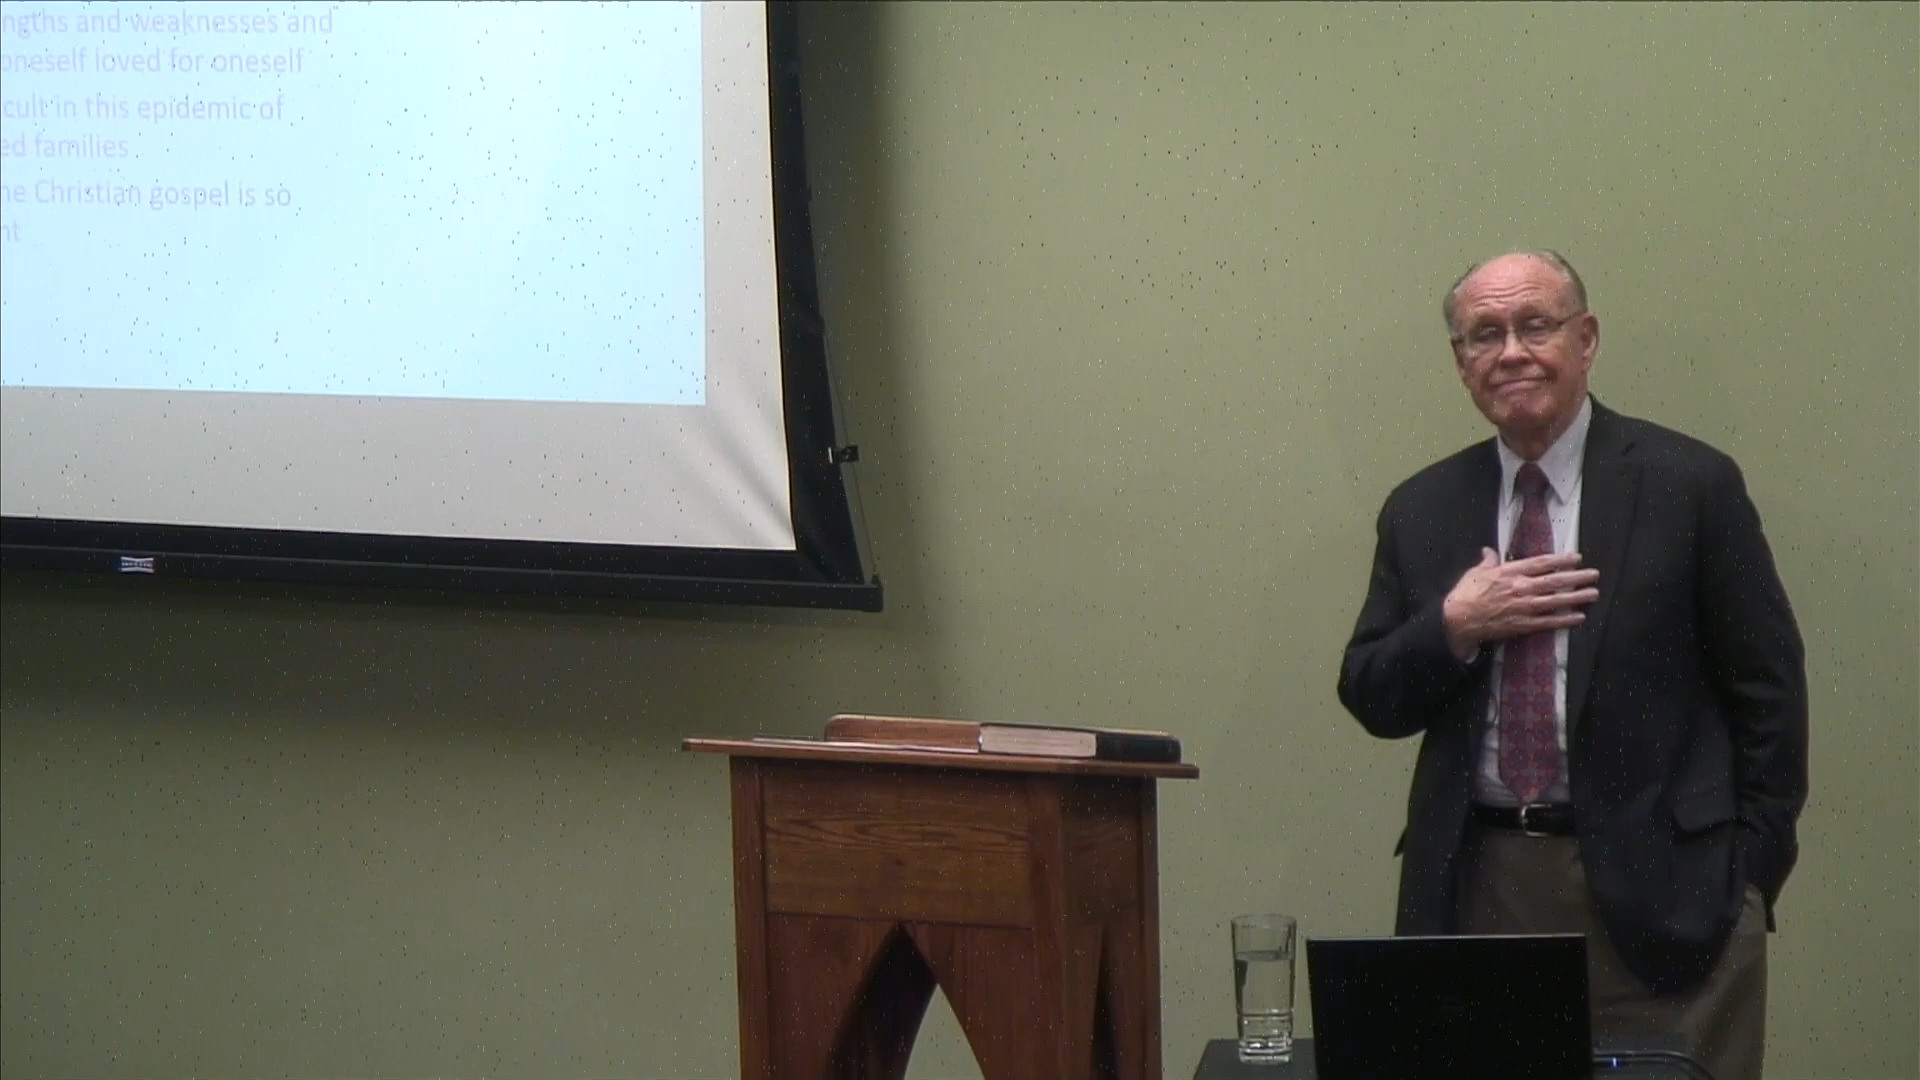 ngths and weaknesses and
oneself loved for oneself
cult in this epidemic of
ed families
he Christian gospel is so
nt